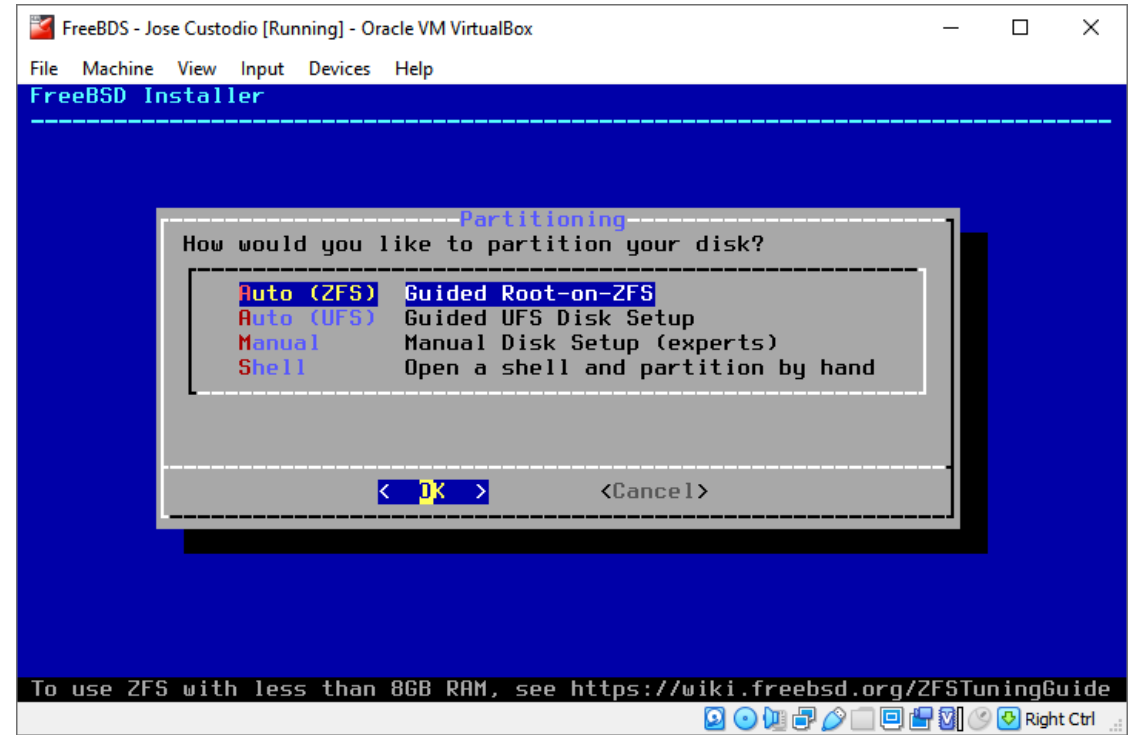 FreeBDS - Jose Custodio [Running] - Oracle VM VirtualBox
File Machine View Input Devices Help
FreeBSD Installer
Partitioning
How would you like to partition your disk?
Auto (ZFS) Guided Root-on-ZFS
Auto (UFS) Guided UFS Disk Setup
Manual Manual Disk Setup (experts)
Shell Open a shell and partition by hand
< OK > <Cancel>
To use ZFS with less than 8GB RAM, see https://wiki.freebsd.org/ZFSTuningGuide
Right Ctrl